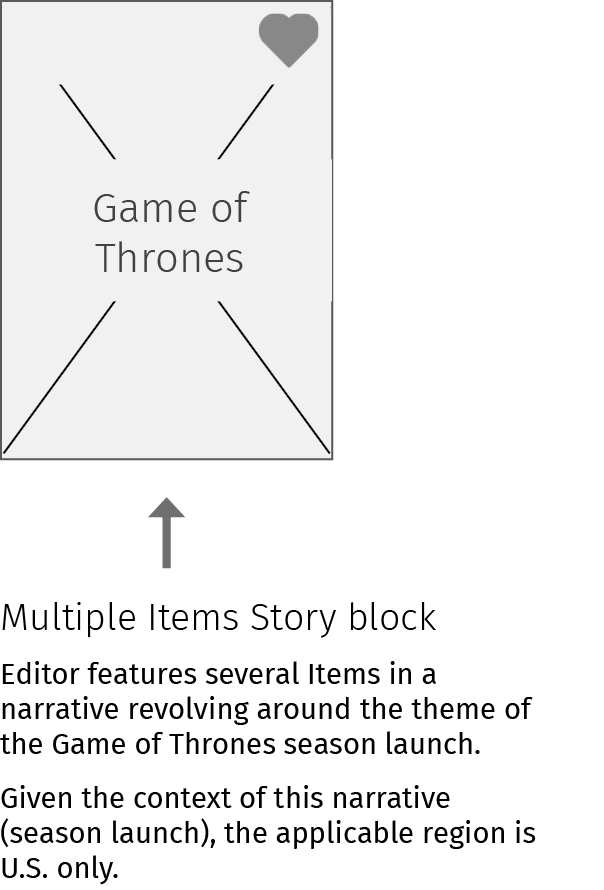 Game of
Thrones
Multiple Items Story block
Editor features several Items in a
narrative revolving around the theme of
the Game of Thrones season launch.
Given the context of this narrative
(season launch), the applicable region is
U.S. only.